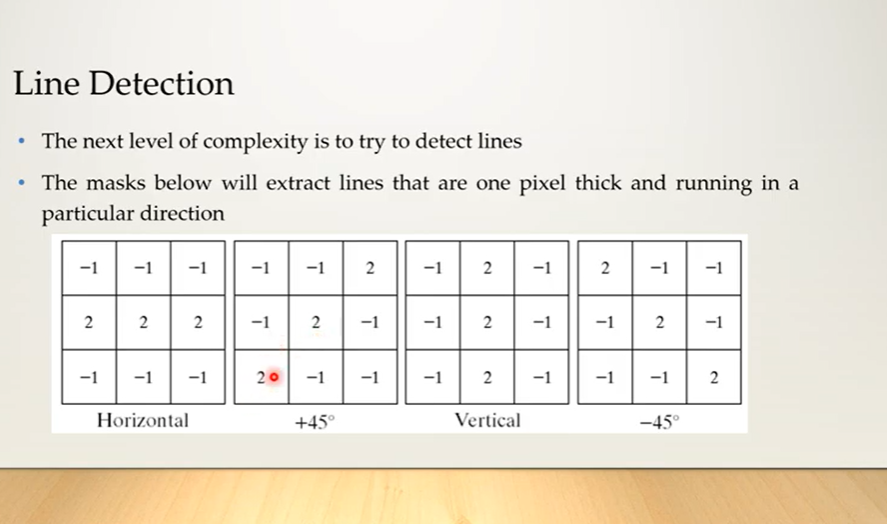 Line Detection
• The next level of complexity is to try to detect lines
• The masks below will extract lines that are one pixel thick and running in a
particular direction
−1 −1 −1 −1 −1 2 −1 2 −1 2 −1 −1
2 2 2 −1 2 −1 −1 2 −1 −1 2 −1
−1 −1 −1 2 −1 −1 −1 2 −1 −1 −1 2
Horizontal +45° Vertical −45°